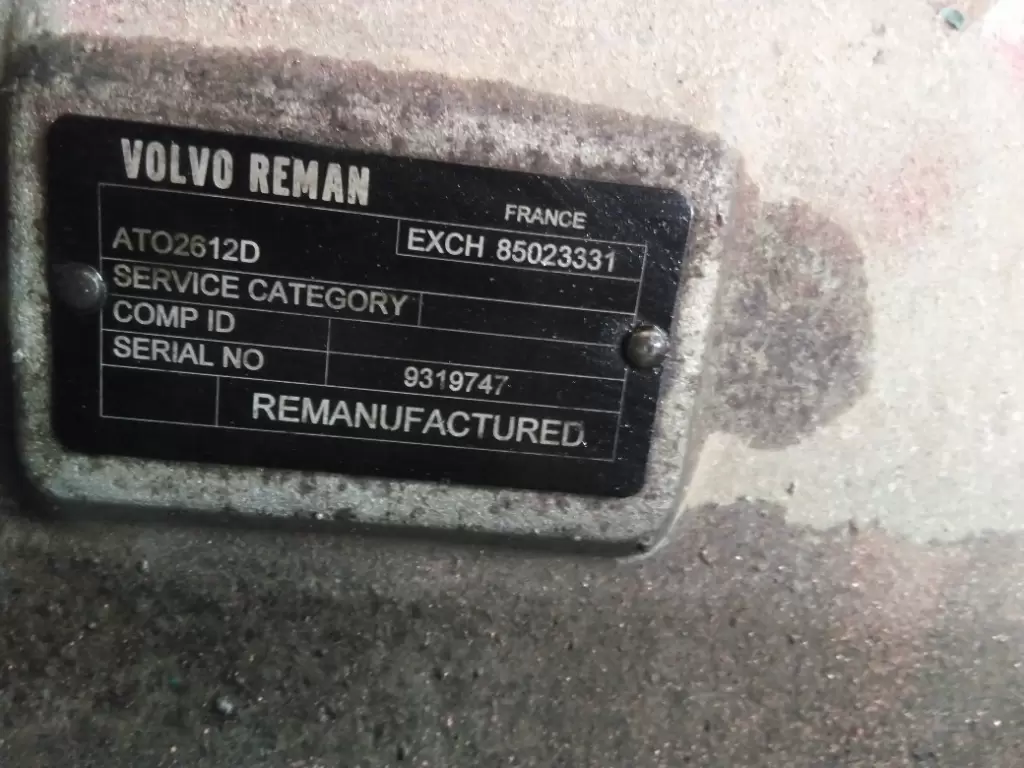 VOLVO REMAN
FRANCE
ATO2612D
EXCH 85023331
SERVICE CATEGORY
COMP ID
SERIAL NO 9319747
REMANUFACTURED